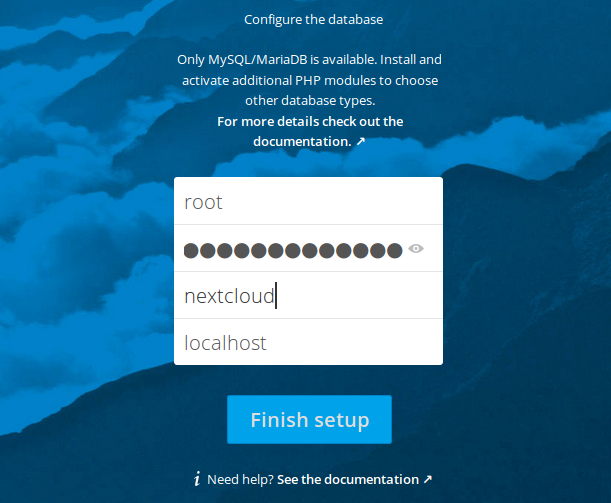 Configure the database
Only MySQL/MariaDB is available. Install and
activate additional PHP modules to choose
other database types.
For more details check out the
documentation. ↗
root
●●●●●●●●●●●●●
nextcloud
localhost
Finish setup
i Need help? See the documentation ↗